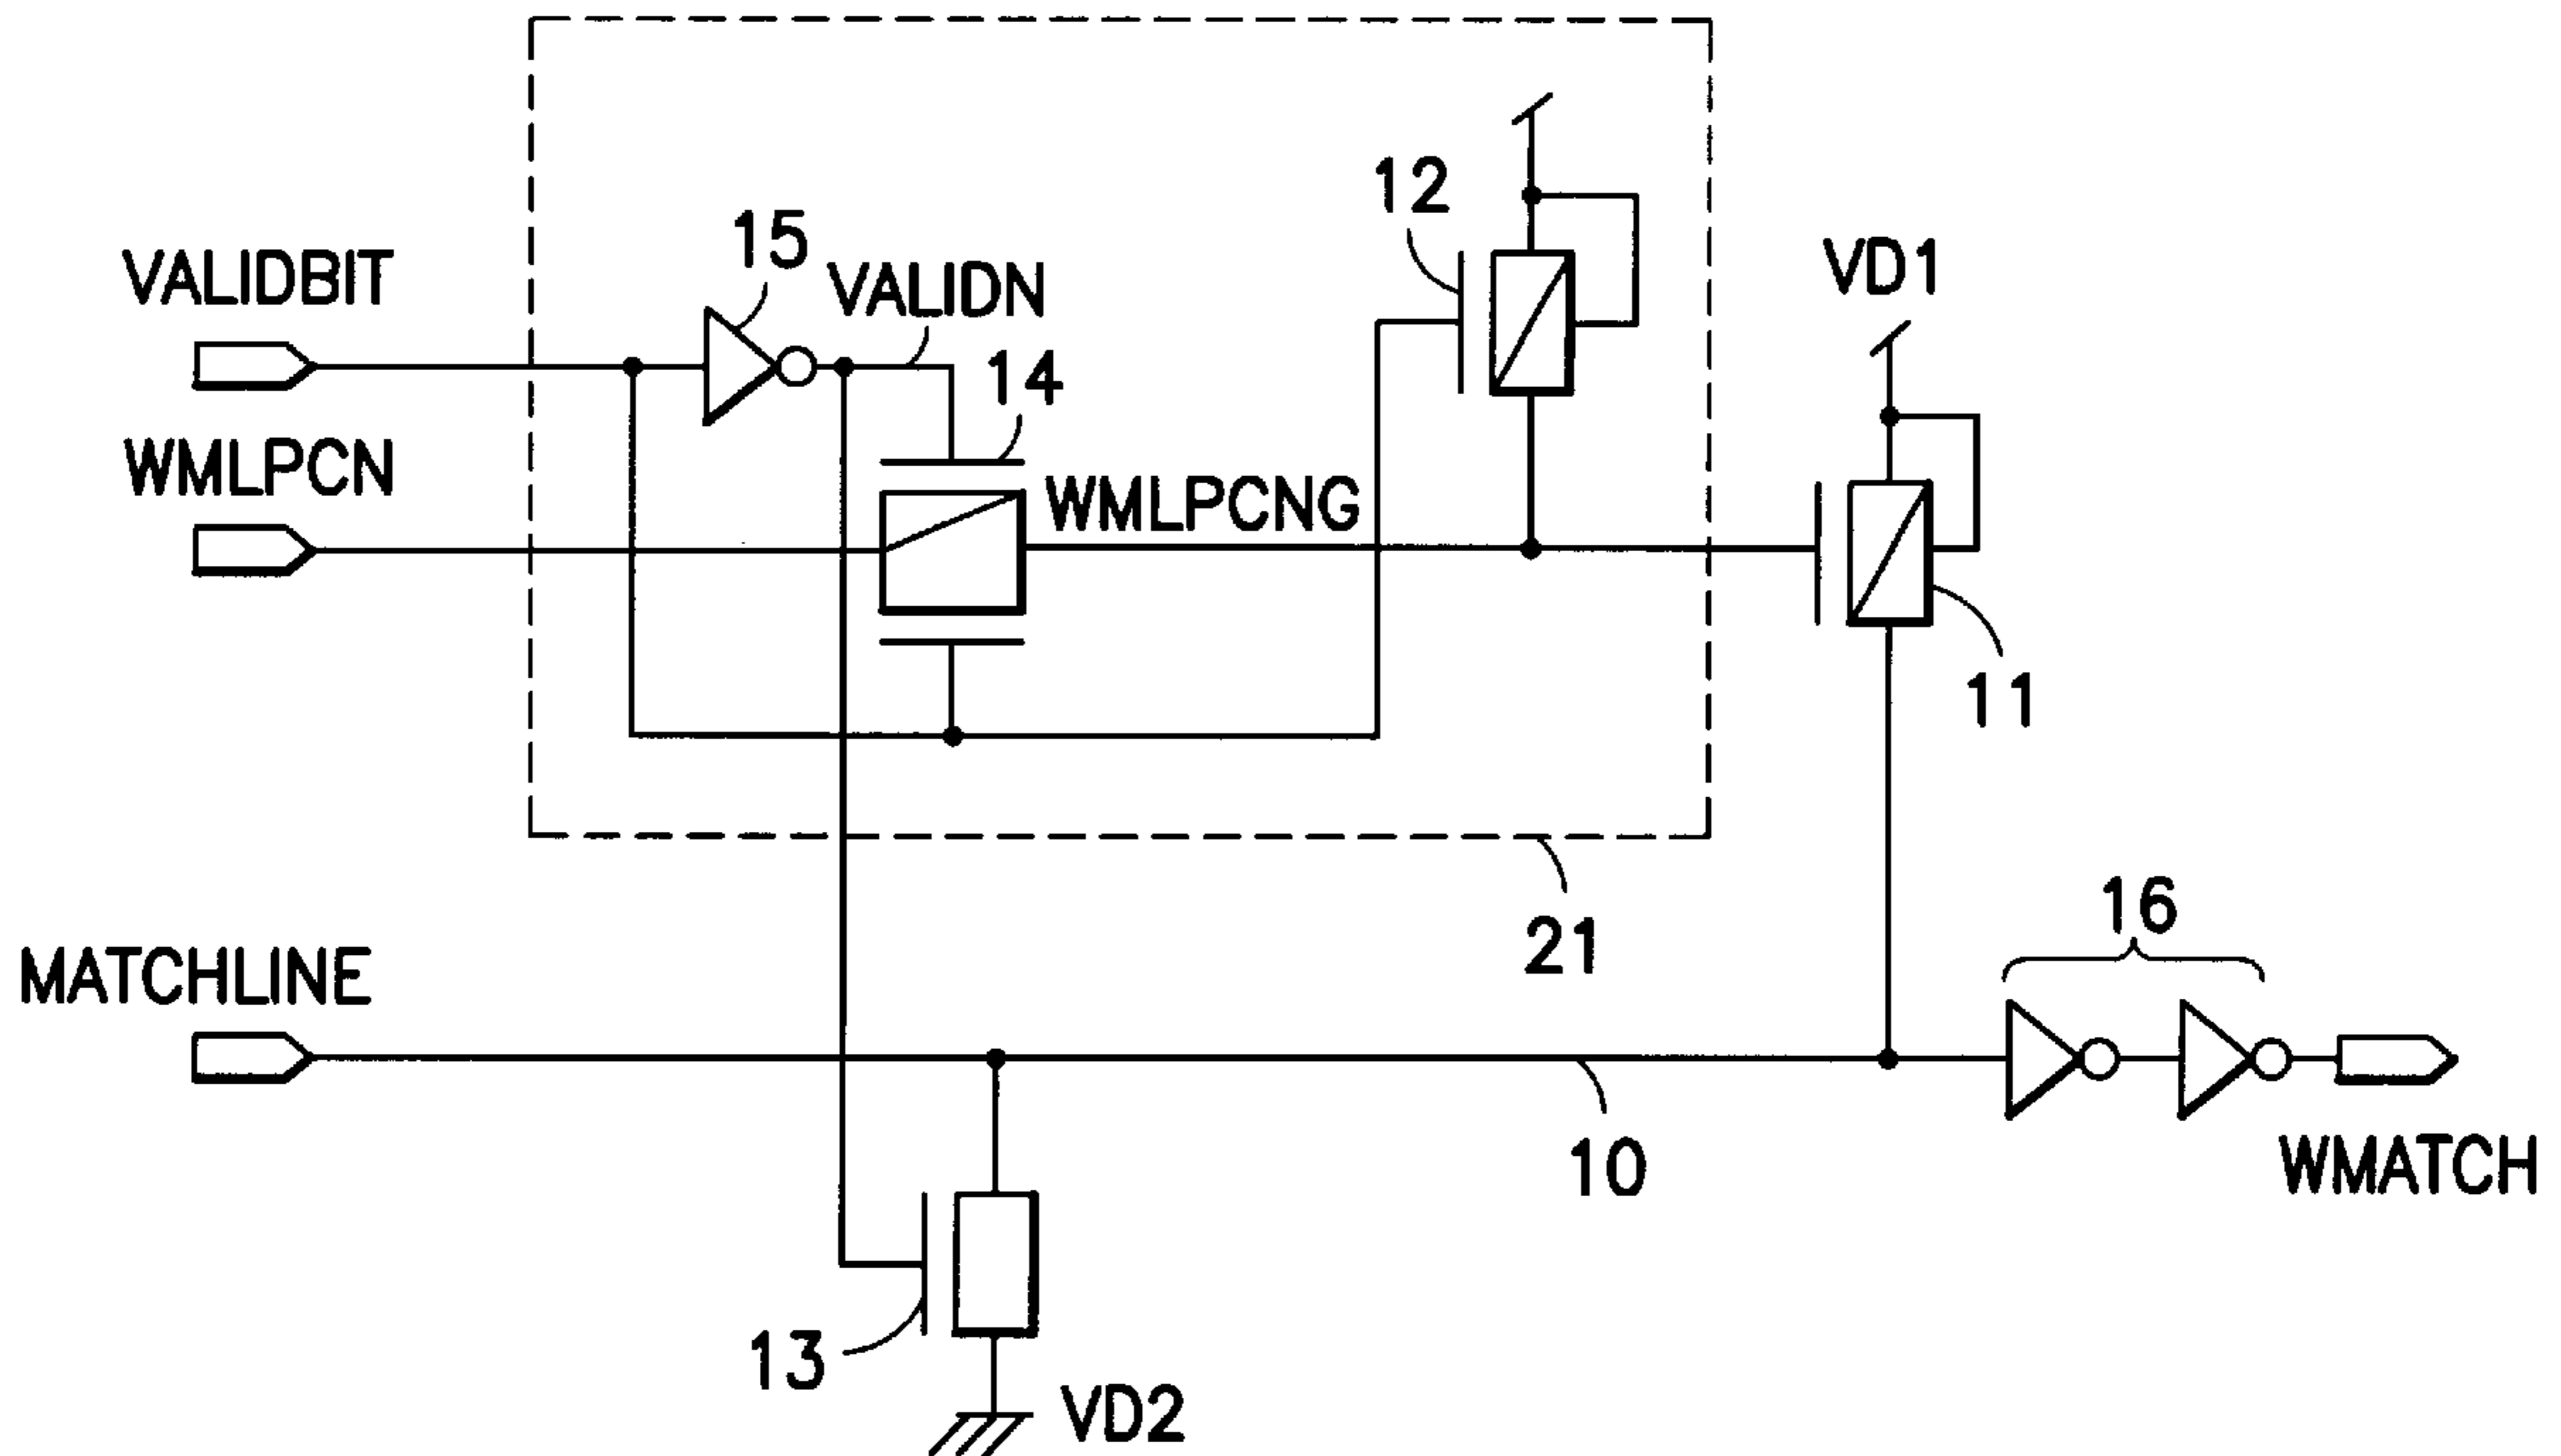 12
15
VALIDBIT
VALIDN
VD1
14
WMLPCN
WMLPCNG
11
16
21
MATCHLINE
10
WMATCH
13
VD2